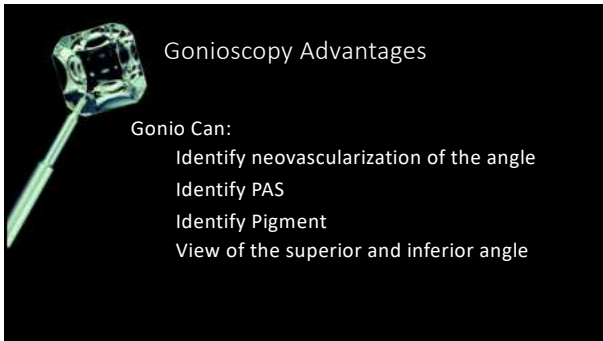 Gonioscopy Advantages
Gonio Can:
Identify neovascularization of the angle
Identify PAS
Identify Pigment
View of the superior and inferior angle